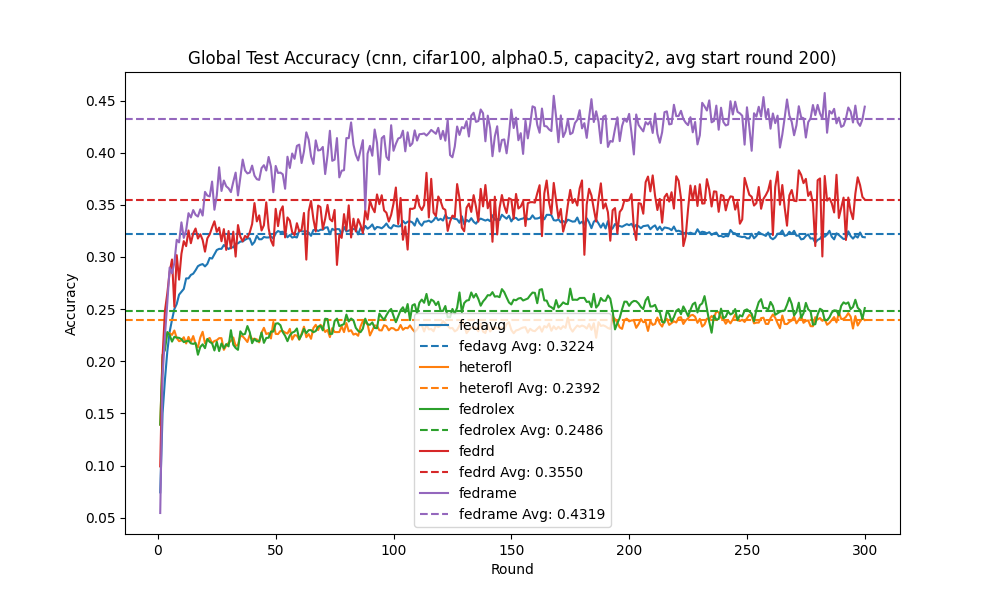 Global Test Accuracy (cnn, cifar100, alpha0.5, capacity2, avg start round 200)
Accuracy
0.45
0.40
0.35
0.30
0.25
0.20
0.15
0.10
0.05
fedavg
fedavg Avg: 0.3224
heterofl
heterofl Avg: 0.2392
fedrolex
fedrolex Avg: 0.2486
fedrd
fedrd Avg: 0.3550
fedrame
fedrame Avg: 0.4319
0 50 100 150 200 250 300
Round